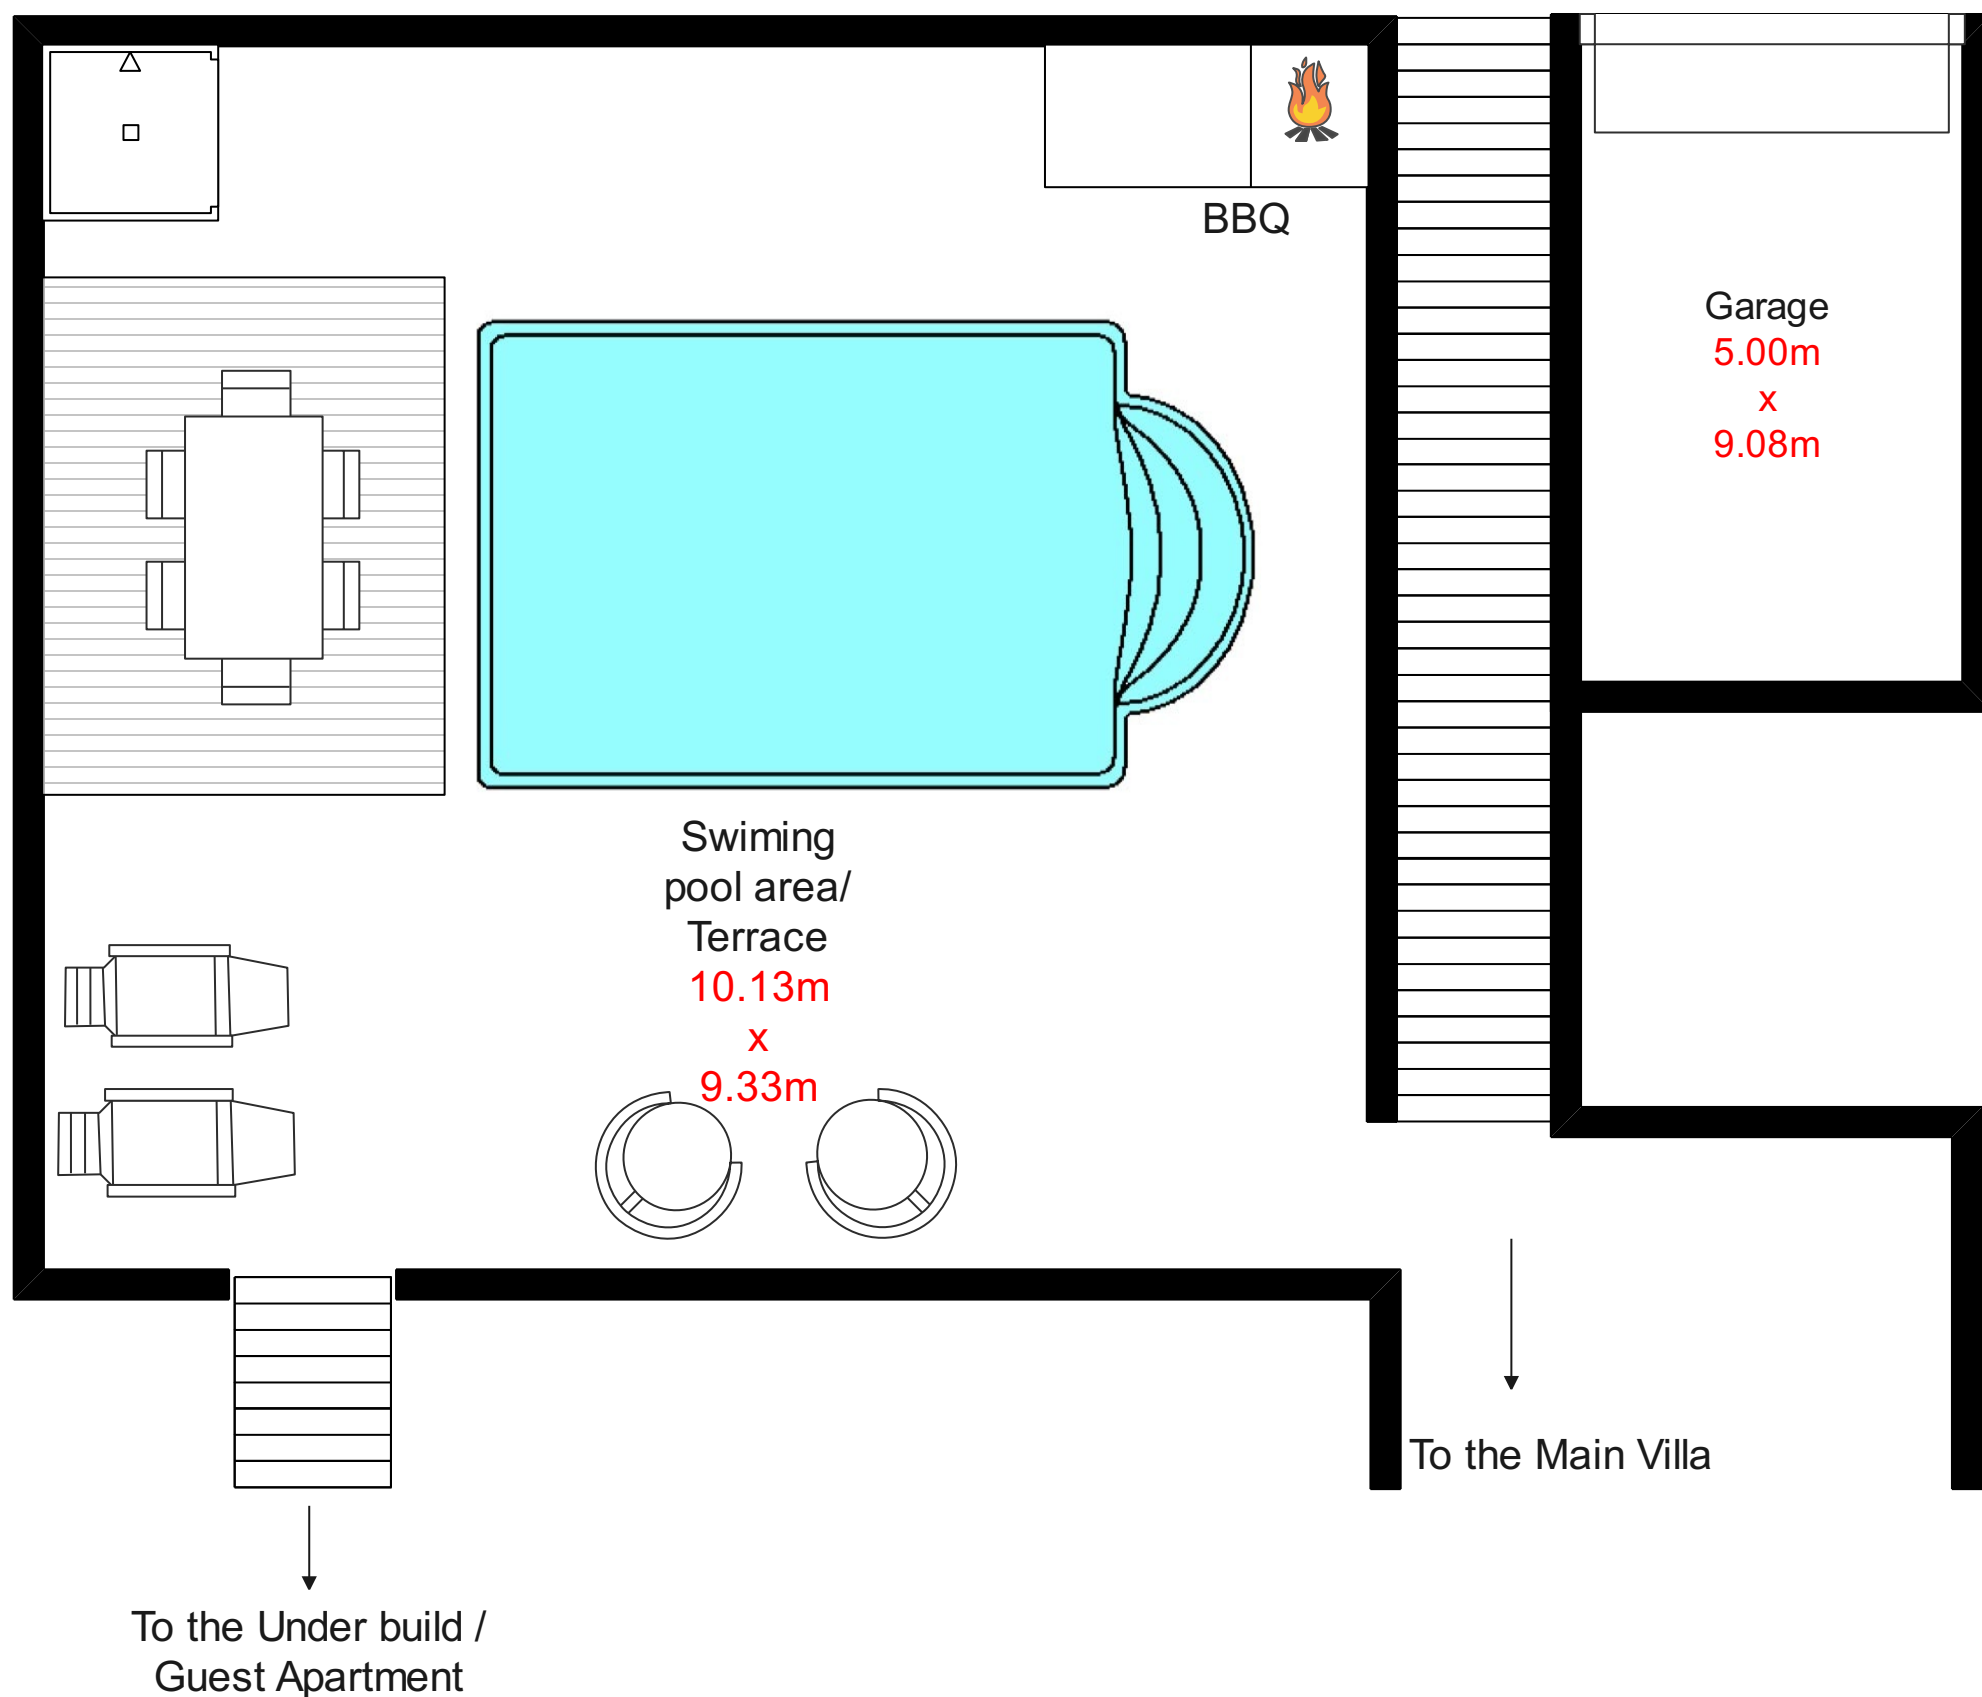 BBQ
Garage
5.00m
x
9.08m
Swiming
pool area/
Terrace
10.13m
x
9.33m
To the Main Villa
To the Under build /
Guest Apartment